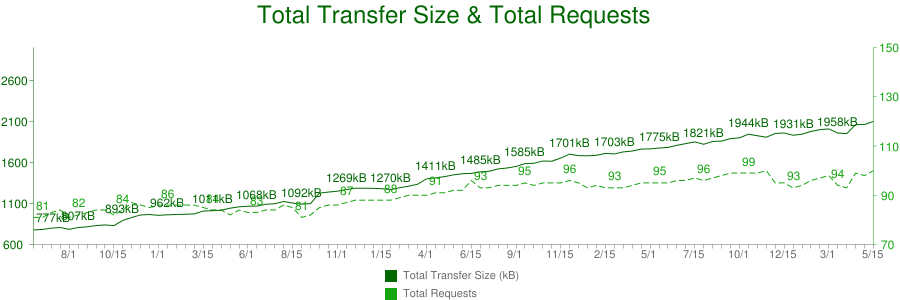 Total Transfer Size & Total Requests
2600
2100
1600
1100
600
150
130
110
90
70
777kB 807kB 893kB 962kB 1011kB 1068kB 1092kB 1269kB 1270kB 1411kB 1485kB 1585kB 1701kB 1703kB 1775kB 1821kB 1944kB 1931kB 1958kB
81 82 84 86 83 81 87 88 91 93 95 96 93 95 96 99 93 94
8/1 10/15 1/1 3/15 6/15 8/15 11/1 1/15 4/1 6/15 9/1 11/15 2/15 5/1 7/15 10/1 12/15 3/1 5/15
Total Transfer Size (kB)
Total Requests